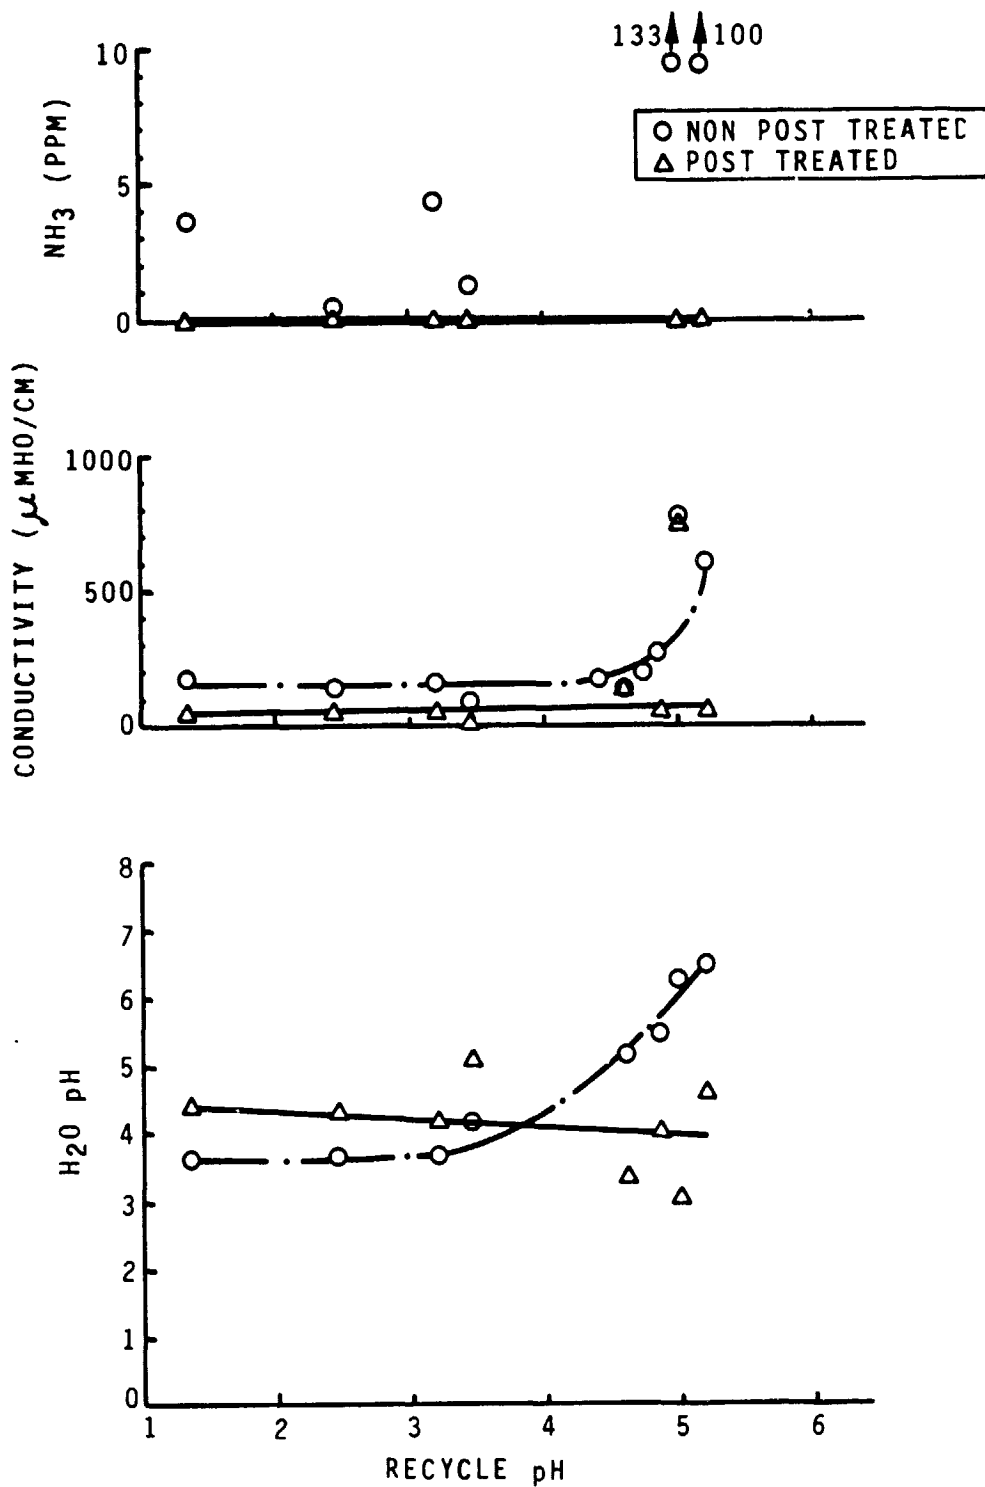 133 100
10
5
0
NH3 (PPM)
○ NON POST TREATED
△ POST TREATED
1000
500
0
CONDUCTIVITY (μMHO/CM)
8
7
6
5
4
3
2
1
0
H2O pH
1 2 3 4 5 6
RECYCLE pH